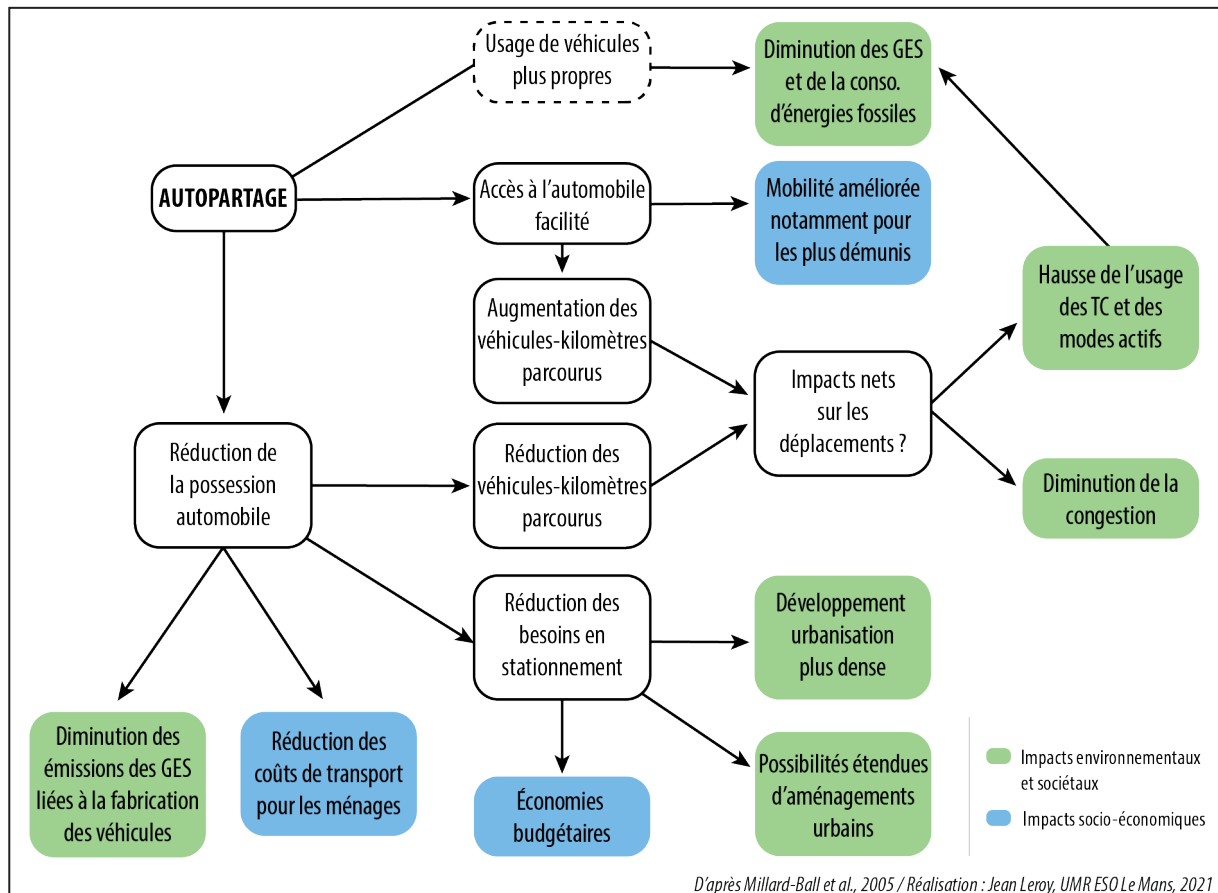 Usage de véhicules
plus propres
Diminution des GES
et de la conso.
d'énergies fossiles
AUTOPARTAGE
Accès à l'automobile
facilité
Mobilité améliorée
notamment pour
les plus démunis
Augmentation des
véhicules-kilomètres
parcourus
Hausse de l'usage
des TC et des
modes actifs
Impacts nets
sur les
déplacements ?
Réduction de
la possession
automobile
Réduction des
véhicules-kilomètres
parcourus
Diminution de la
congestion
Réduction des
besoins en
stationnement
Développement
urbanisation
plus dense
Diminution des
émissions des GES
liées à la fabrication
des véhicules
Réduction des
coûts de transport
pour les ménages
Économies
budgétaires
Possibilités étendues
d'aménagements
urbains
Impacts environnementaux
et sociétaux
Impacts socio-économiques
D'après Millard-Ball et al., 2005 / Réalisation : Jean Leroy, UMR ESO Le Mans, 2021